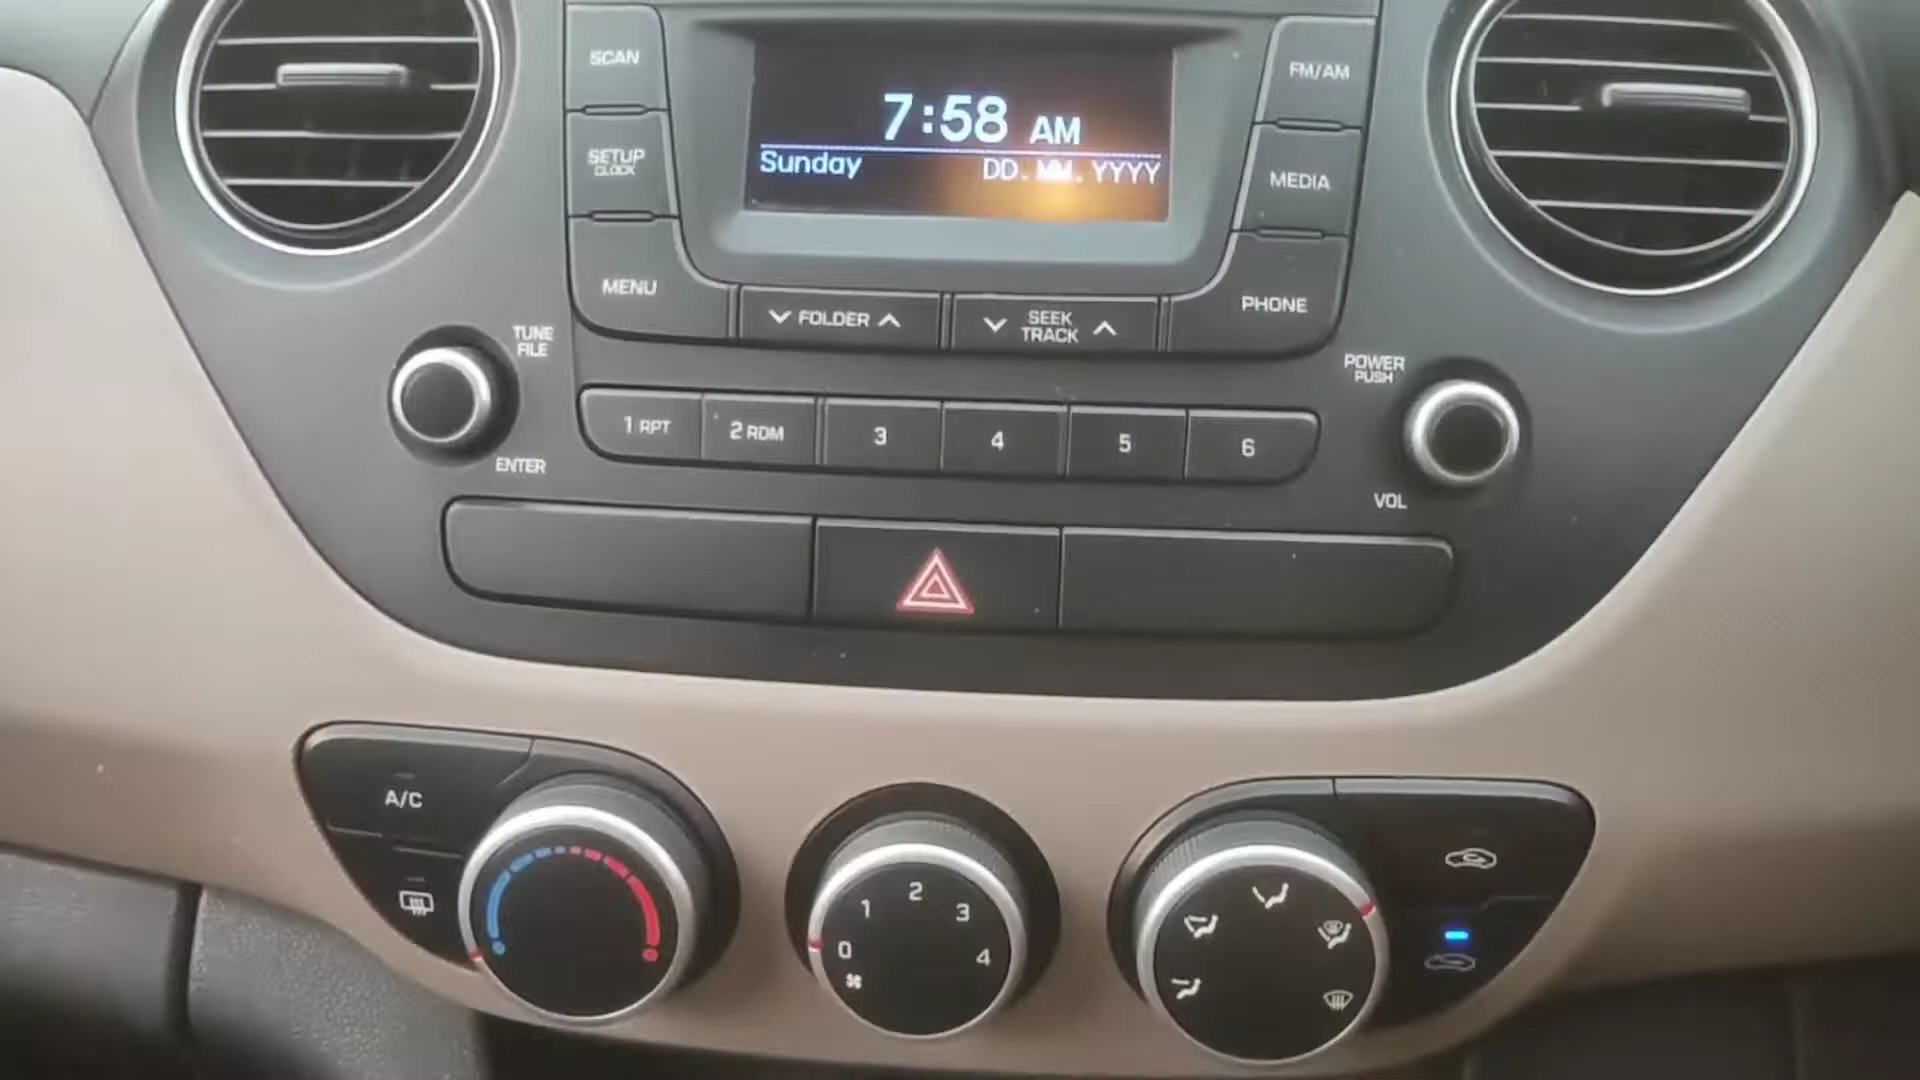 SCAN
FM/AM
7:58 AM
Sunday DD.MM.YYYY
SETUP
CLOCK
MEDIA
MENU
PHONE
FOLDER
SEEK
TRACK
TUNE
FILE
ENTER
POWER
PUSH
VOL
1 RPT
2 RDM
3
4
5
6
A/C
0
1
2
3
4